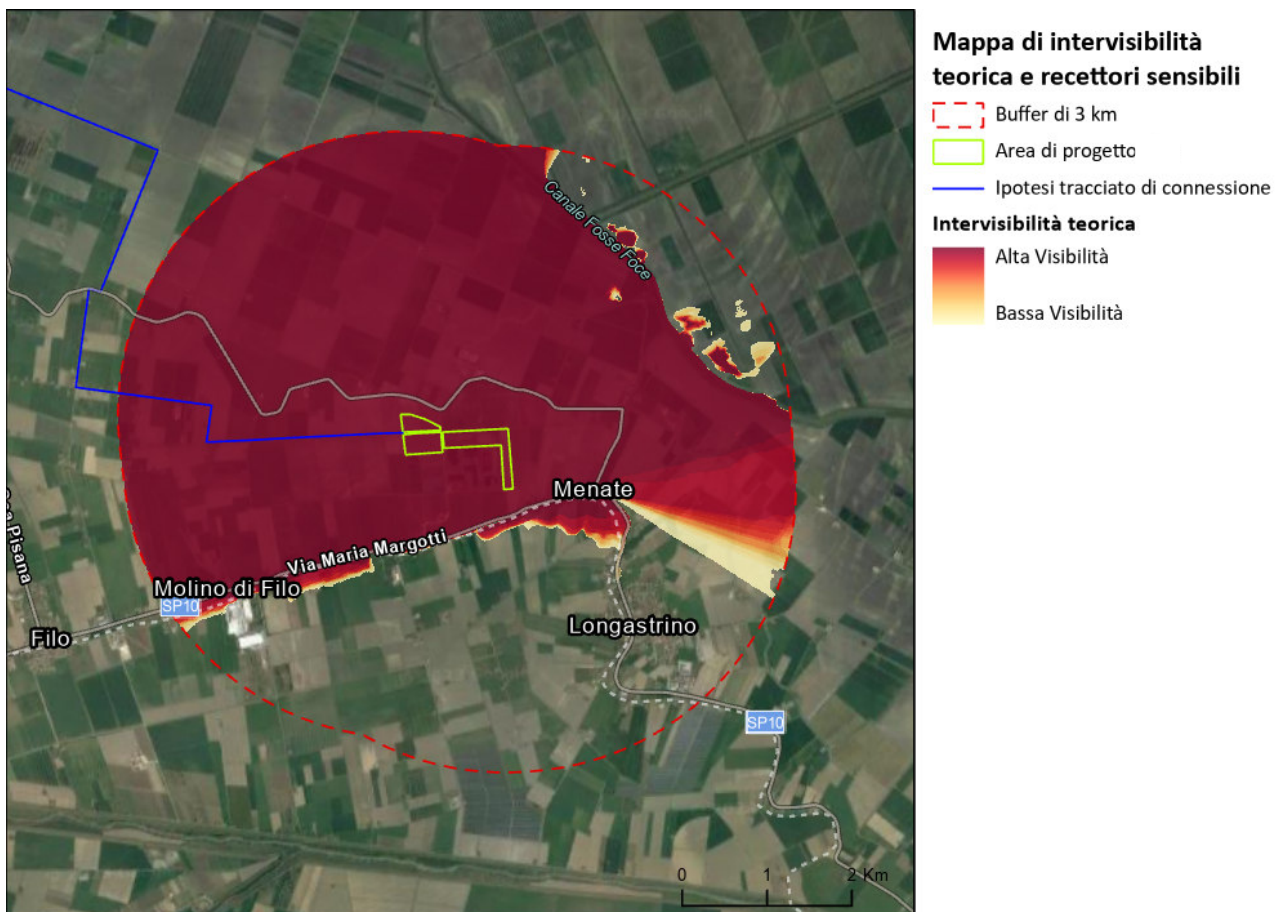 Mappa di intervisibilità
teorica e recettori sensibili
Buffer di 3 km
Area di progetto
Ipotesi tracciato di connessione
Intervisibilità teorica
Alta Visibilità
Bassa Visibilità
Canale Fosse Foce
Menate
Via Maria Margotti
Molino di Filo
SP10
Filo
Pisana
Longastrino
SP10
0 1 2 Km